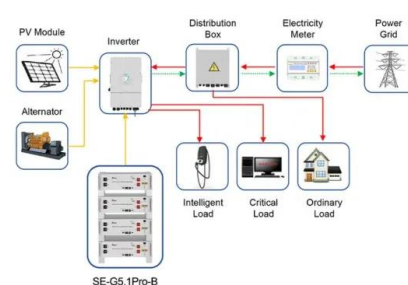 PV Module
Inverter
Distribution
Box
Electricity
Meter
Power
Grid
Alternator
Intelligent
Load
Critical
Load
Ordinary
Load
SE-G5.1Pro-B